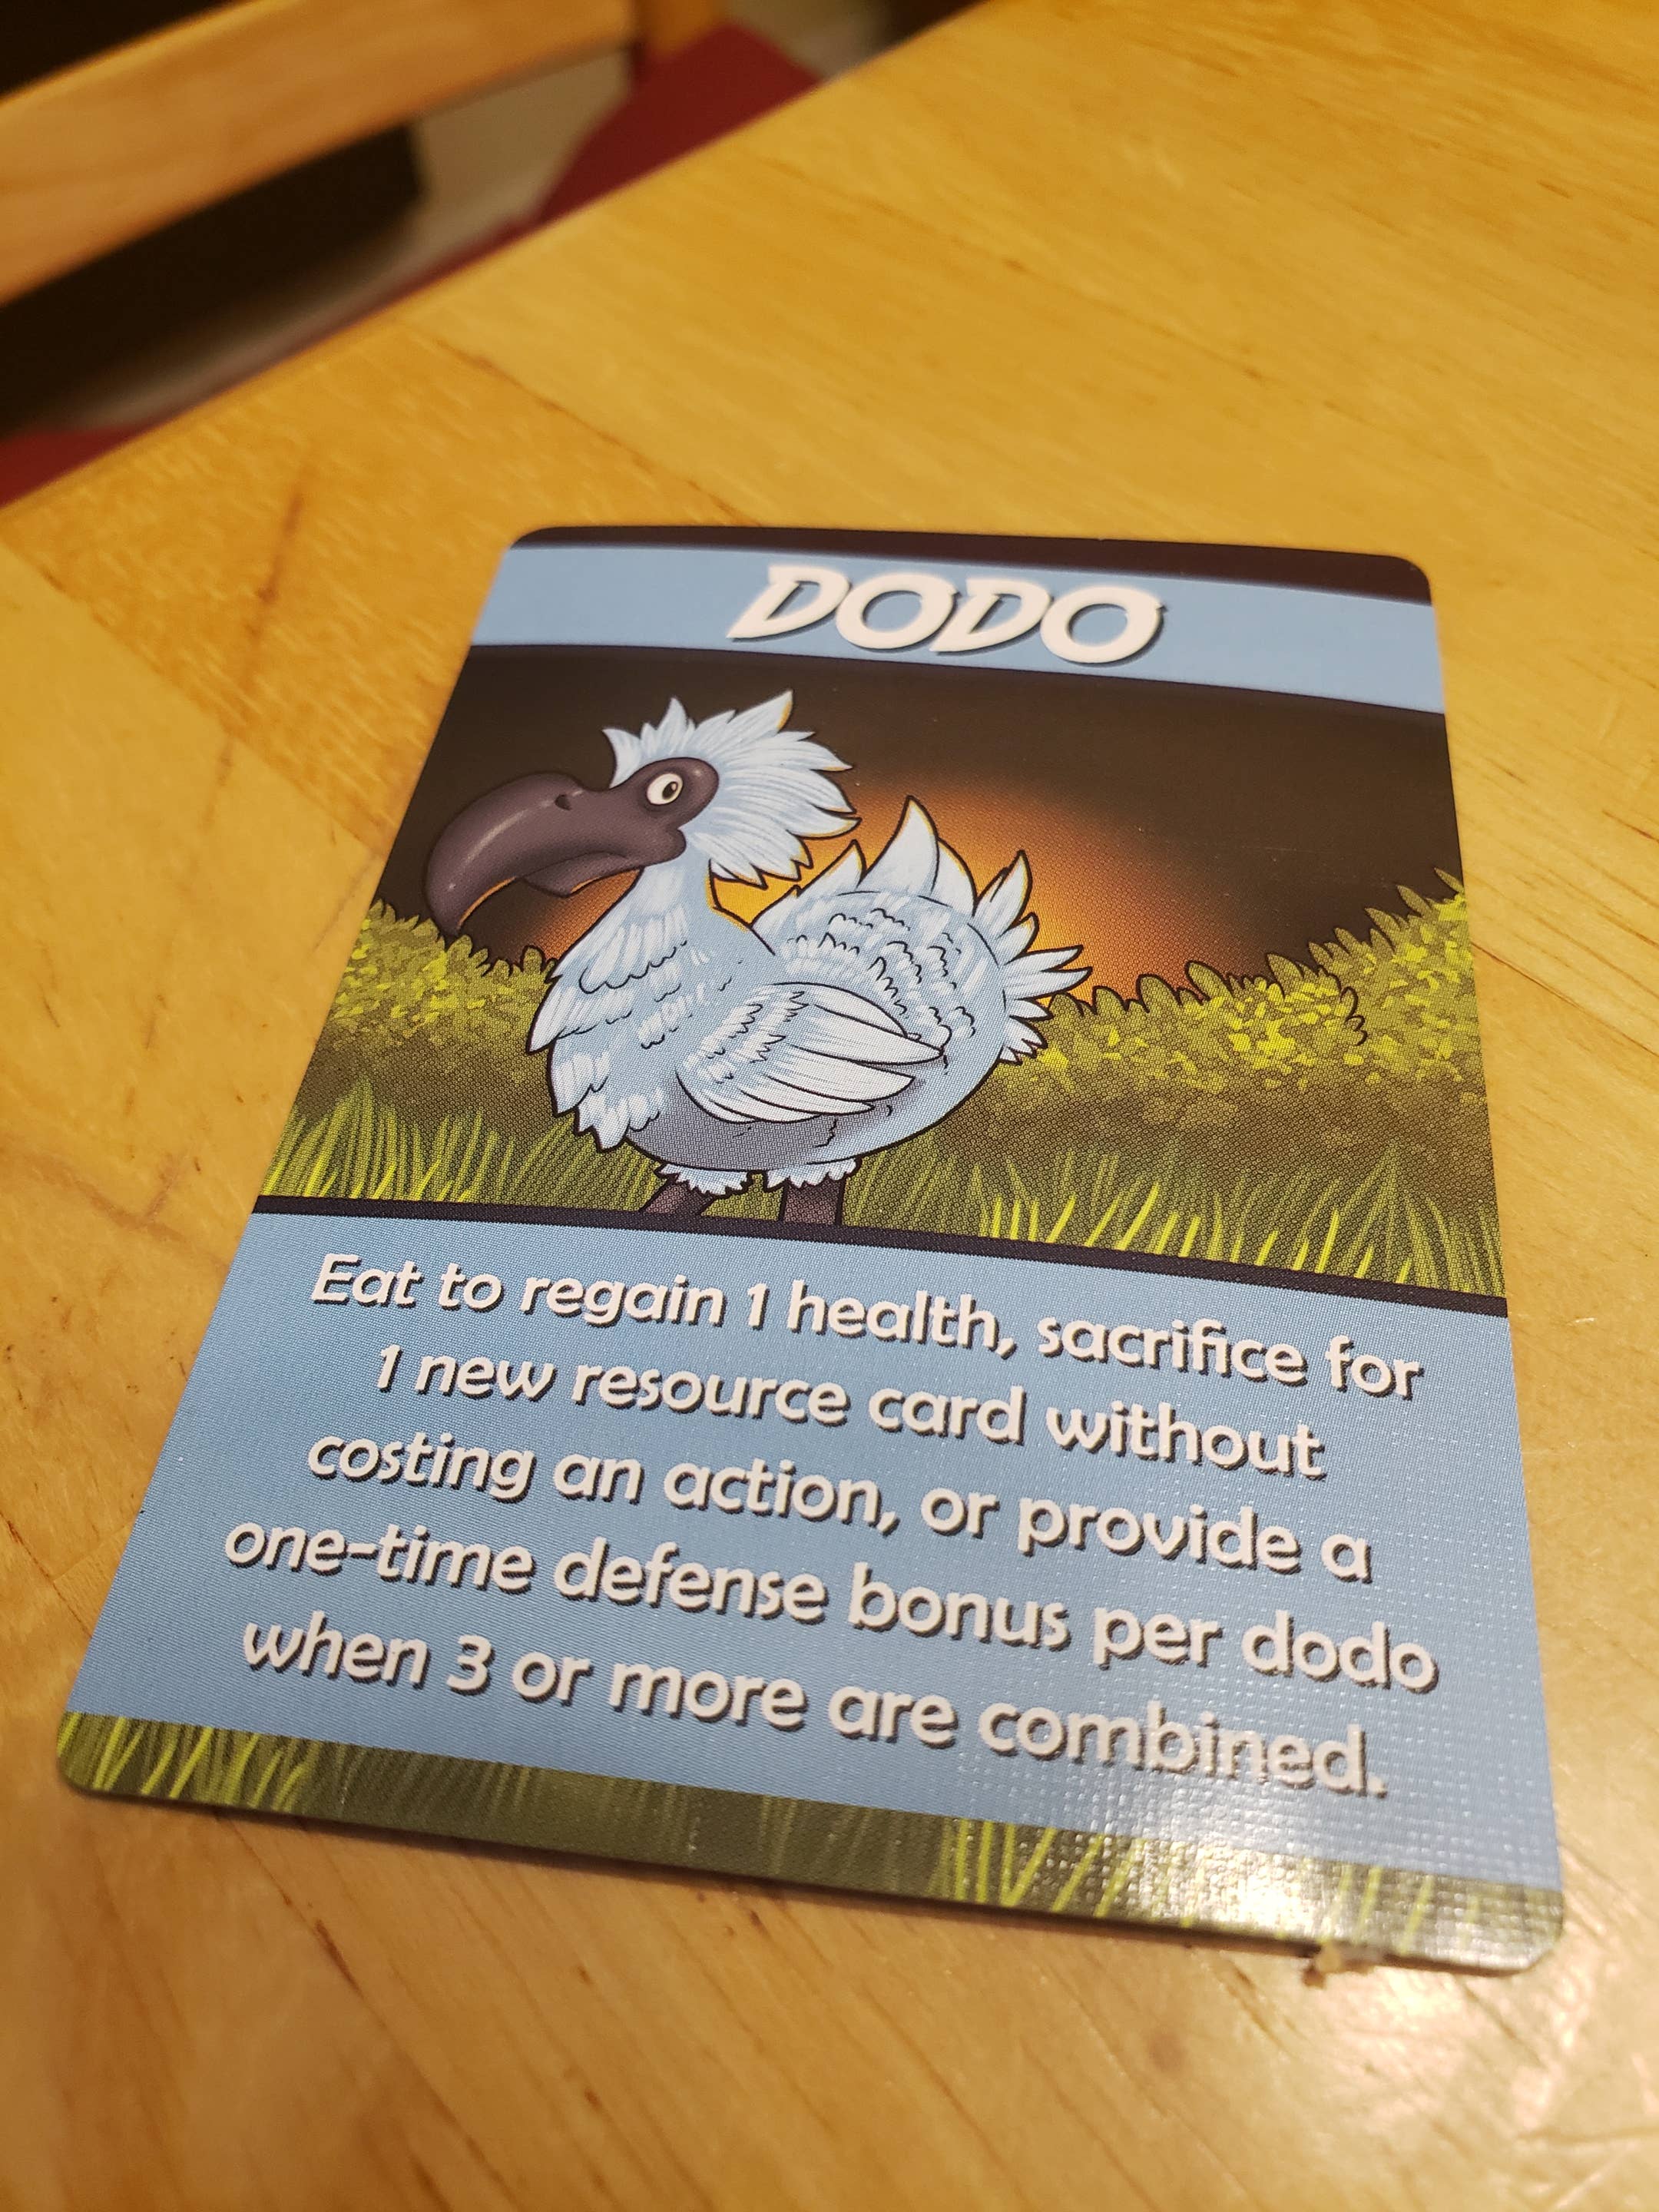 DODO
Eat to regain 1 health, sacrifice for
1 new resource card without
costing an action, or provide a
one-time defense bonus per dodo
when 3 or more are combined.